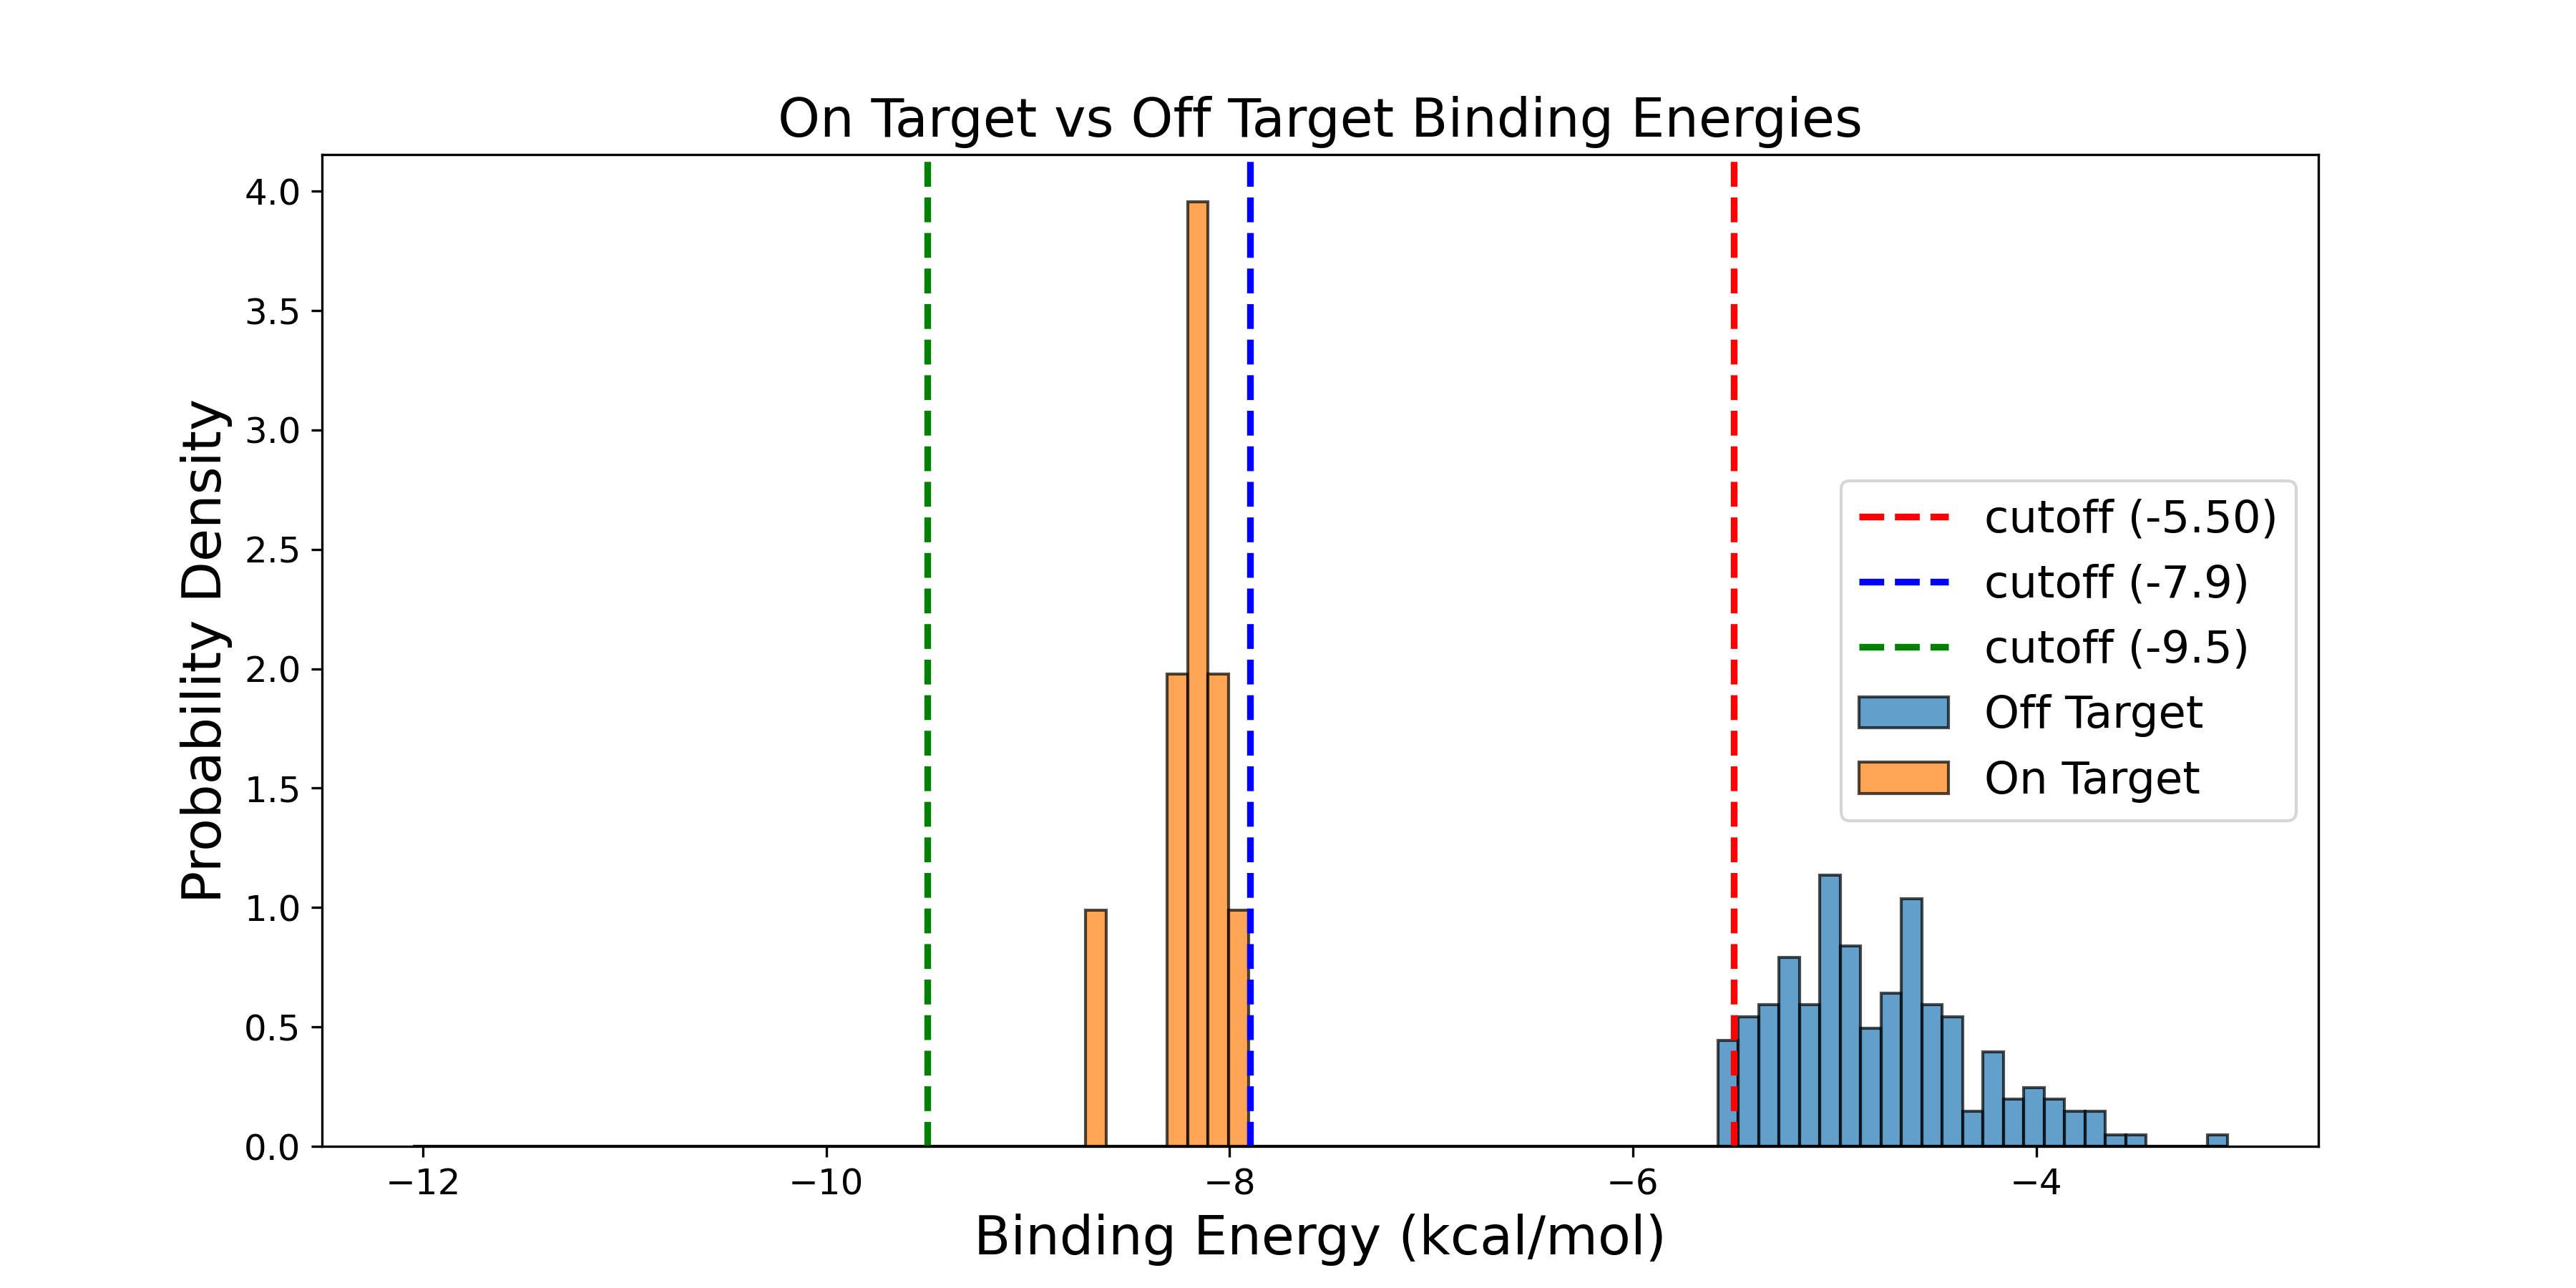 On Target vs Off Target Binding Energies
4.0
3.5
3.0
2.5
2.0
1.5
1.0
0.5
0.0
Probability Density
cutoff (-5.50)
cutoff (-7.9)
cutoff (-9.5)
Off Target
On Target
−12 −10 −8 −6 −4
Binding Energy (kcal/mol)